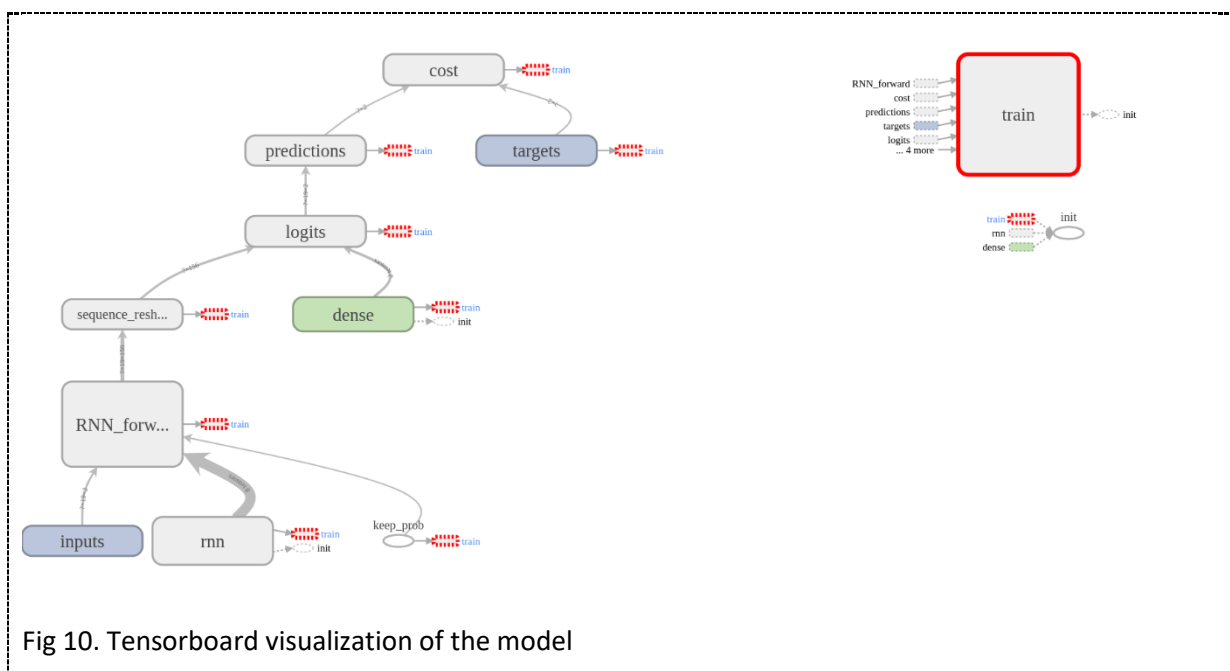 cost
train
predictions
train
targets
train
logits
train
sequence_resh...
train
dense
train
init
RNN_forw...
train
inputs
rnn
train
init
keep_prob
train
RNN_forward
cost
predictions
targets
logits
... 4 more
train
init
train
rnn
dense
init
Fig 10. Tensorboard visualization of the model